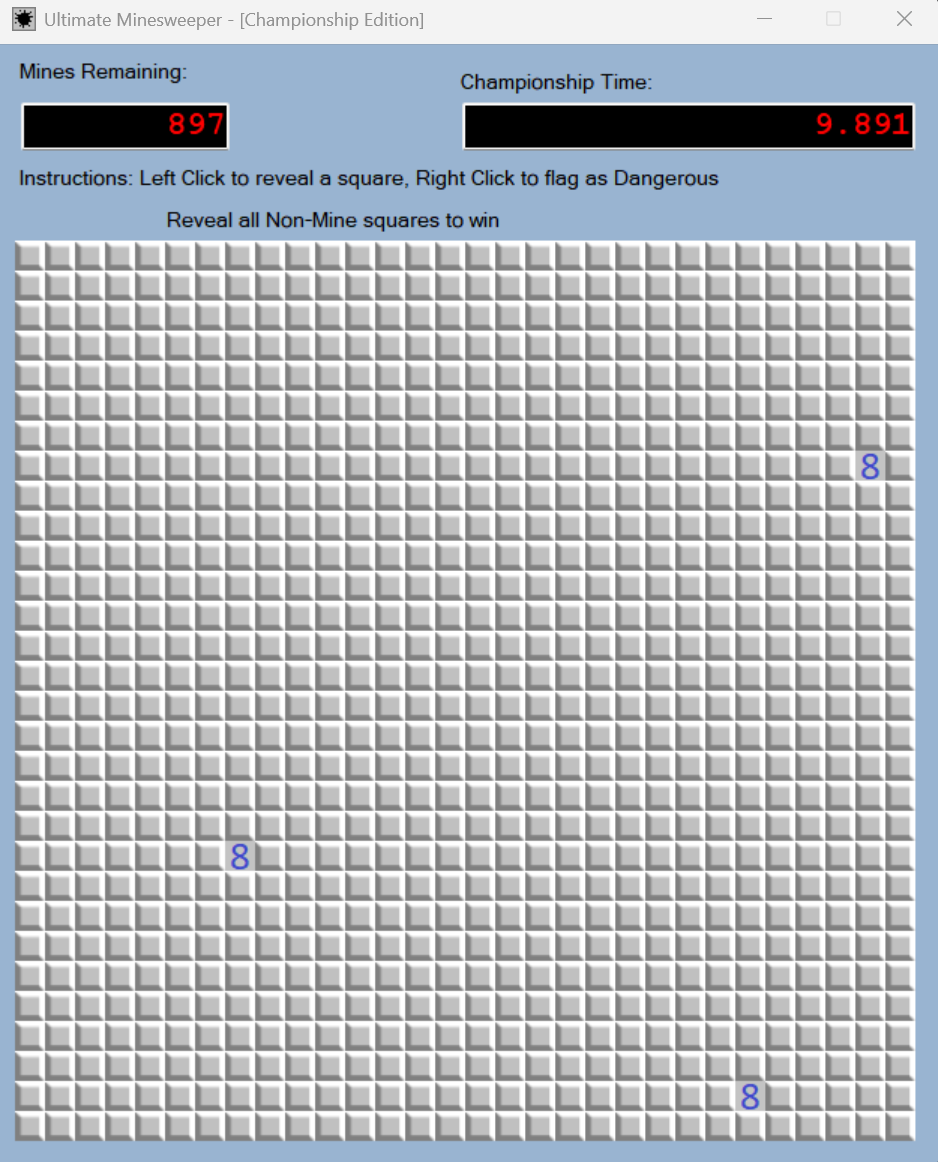 Ultimate Minesweeper - [Championship Edition]
Mines Remaining:
Championship Time:
897
9.891
Instructions: Left Click to reveal a square, Right Click to flag as Dangerous
Reveal all Non-Mine squares to win
8
8
8